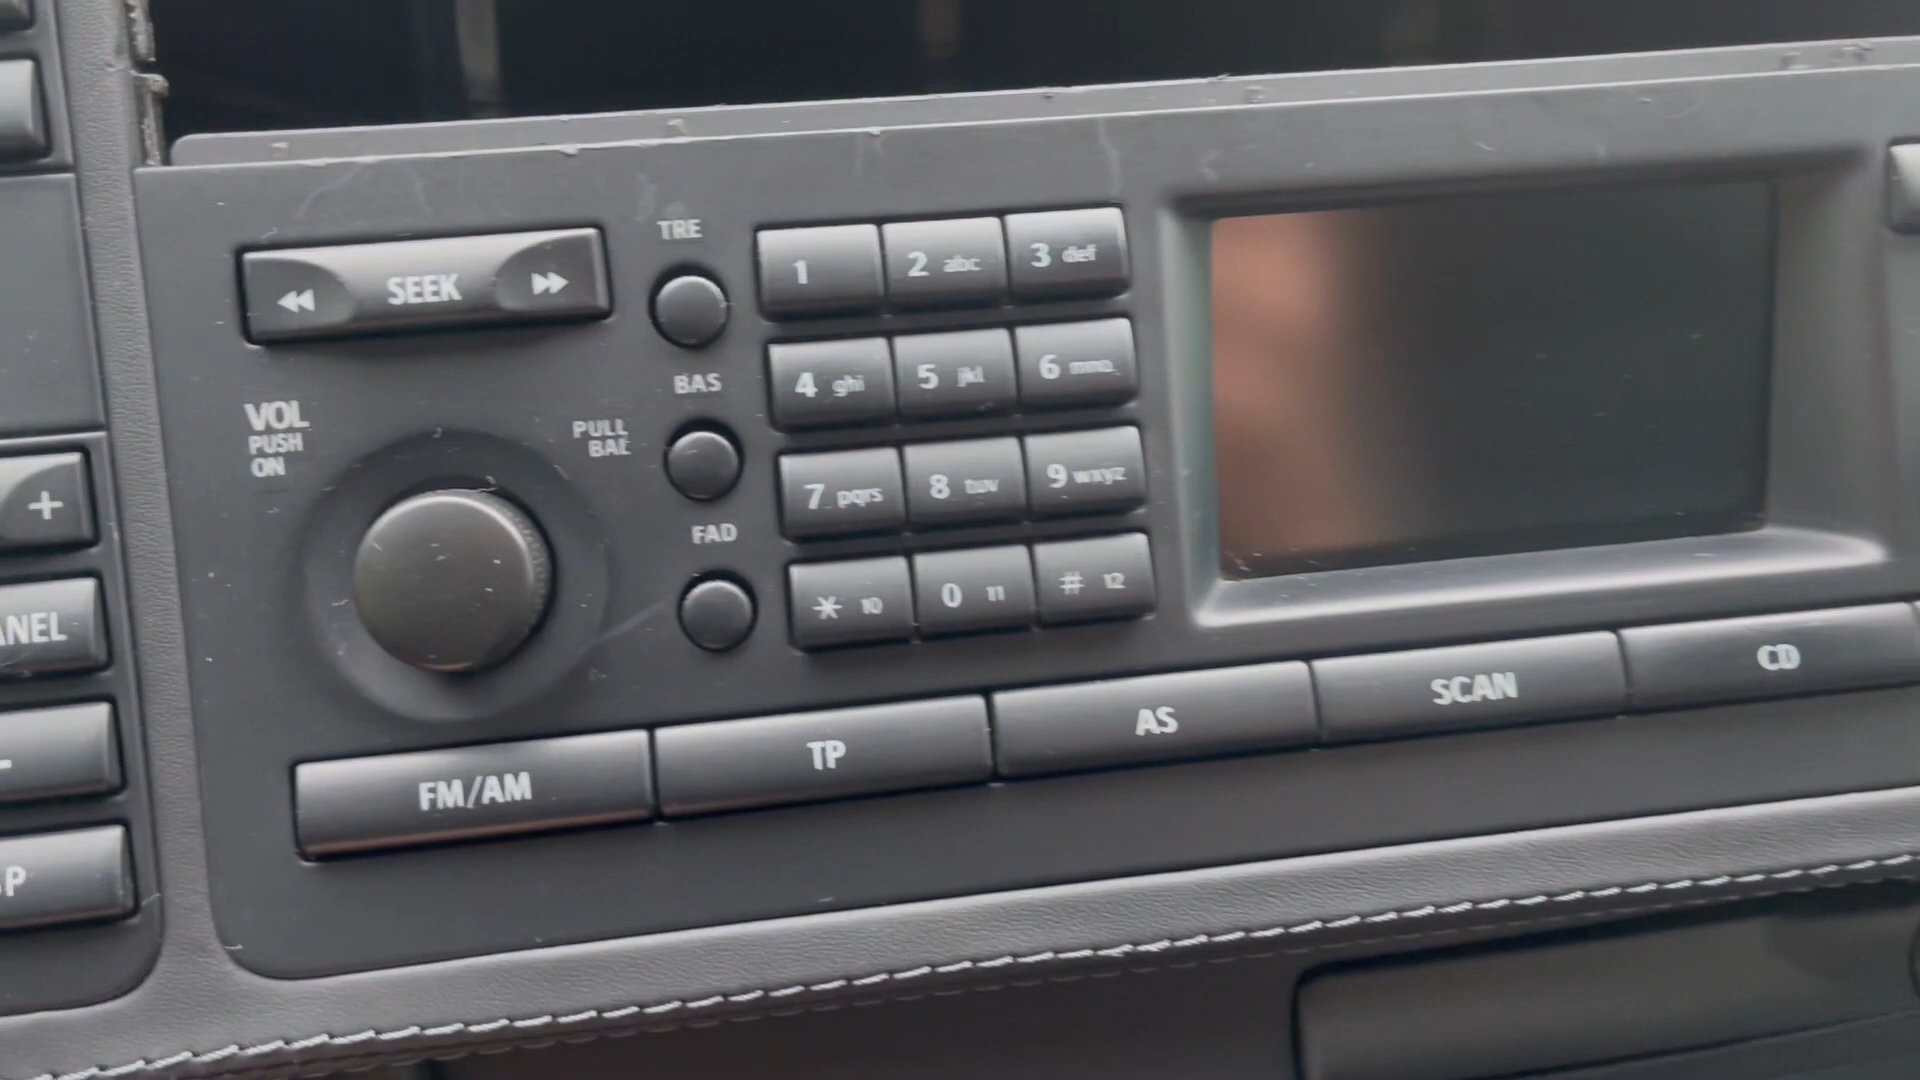 SEEK
TRE
VOL
PUSH
ON
PULL
BAL
BAS
FAD
1
2 abc
3 def
4 ghi
5 jkl
6 mno
7 pqrs
8 tuv
9 wxyz
* 10
0 11
# 12
FM/AM
TP
AS
SCAN
CD
+
ANEL
-
P